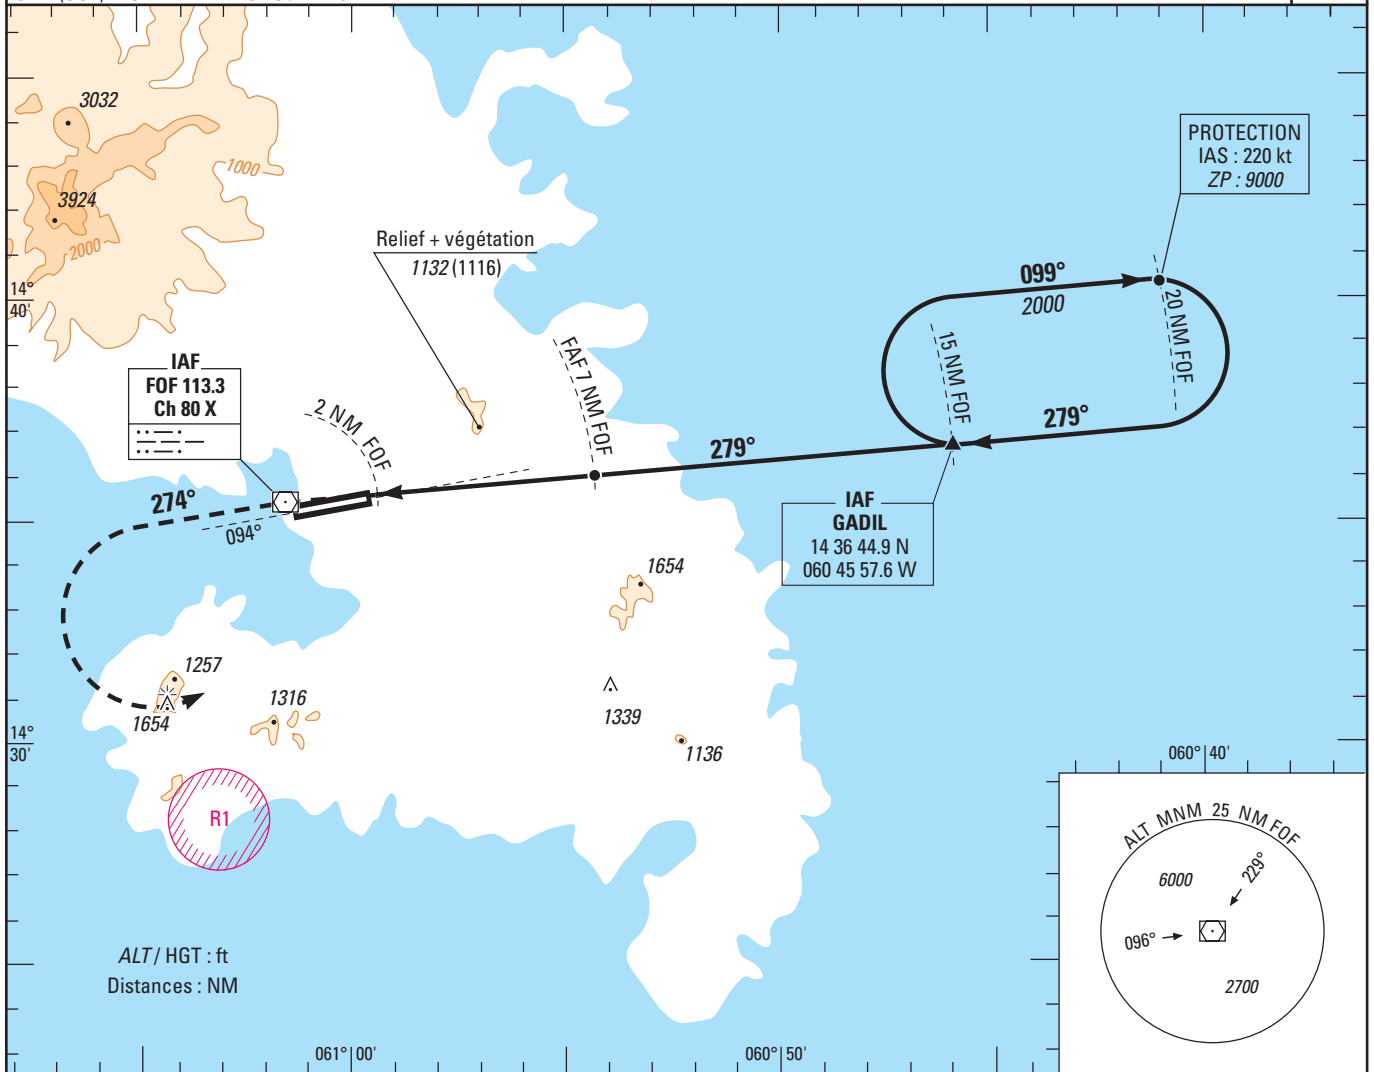 3032
1000
3924
2000
PROTECTION
IAS : 220 kt
ZP : 9000
Relief + végétation
1132 (1116)
14°
40'
099°
2000
20 NM FOF
15 NM FOF
FAF 7 NM FOF
IAF
FOF 113.3
Ch 80 X
2 NM FOF
279°
279°
274°
094°
IAF
GADIL
14 36 44.9 N
060 45 57.6 W
1654
1257
1654
1316
1339
1136
14°
30'
R1
060° 40'
ALT MNM 25 NM FOF
6000
229°
096°
2700
ALT / HGT : ft
Distances : NM
061° 00'
060° 50'